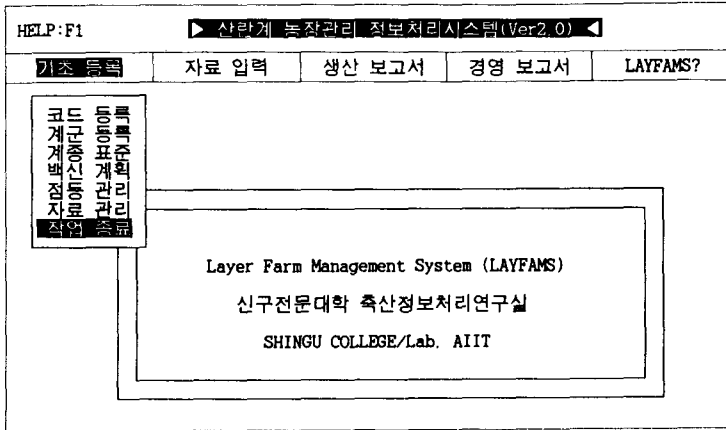 HELP:F1 ▷ 산란계 농장관리 정보처리시스템(Ver2.0) ◁
기초 등록 자료 입력 생산 보고서 경영 보고서 LAYFAMS?
코드 등록
계군 등록
계종 표준
백신 계획
점등 관리
자료 관리
작업 종료
Layer Farm Management System (LAYFAMS)
신구전문대학 축산정보처리연구실
SHINGU COLLEGE/Lab. AIIT